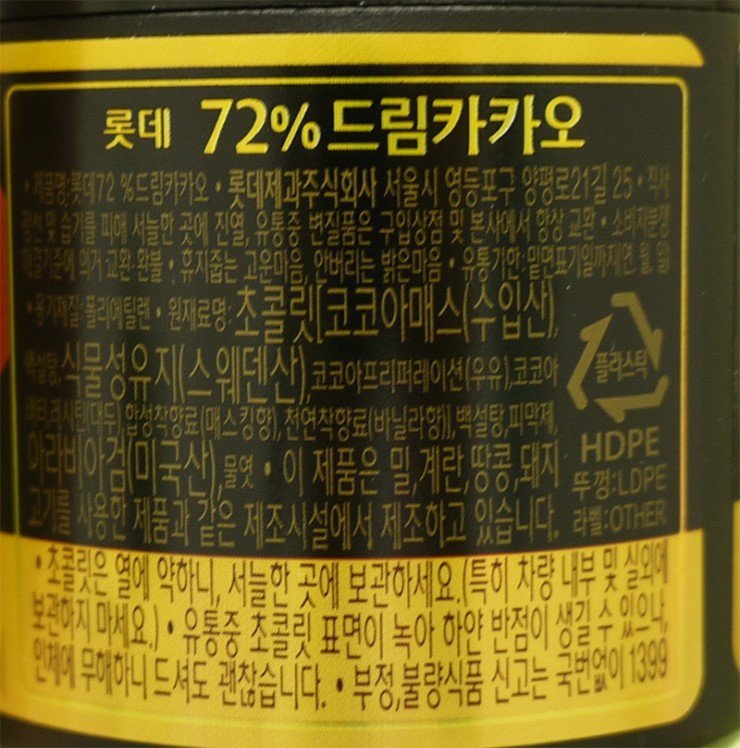 롯데 72%드림카카오
•제품명:롯데72 %드림카카오•롯데제과주식회사 서울시 영등포구 양평로21길 25•직사
광선 및 습기를 피해 서늘한 곳에 진열, 유통중 변질품은 구입상점 및 본사에서 항상 교환•소비자분쟁
해결기준에 의거 교환·환불•휴지줍는 고운마음, 안버리는 밝은마음•유통기한:밑면표기일까지(연, 월, 일)
•용기재질:폴리에틸렌•원재료명:초콜릿[코코아매스(수입산),
백설탕,식물성유지(스웨덴산),코코아프리퍼레이션(우유),코코아
버터,레시틴(대두),합성착향료(매스킹향),천연착향료(바닐라향)],백설탕,피막제,
아라비아검(미국산),물엿•이 제품은 밀,계란,땅콩,돼지
고기를 사용한 제품과 같은 제조시설에서 제조하고 있습니다.
플라스틱
HDPE
뚜껑:LDPE
라벨:OTHER
•초콜릿은 열에 약하니, 서늘한 곳에 보관하세요.(특히 차량 내부 및 실외에
보관하지 마세요.)•유통중 초콜릿 표면이 녹아 하얀 반점이 생길 수 있으나,
인체에 무해하니 드셔도 괜찮습니다.•부정,불량식품 신고는 국번없이 1399